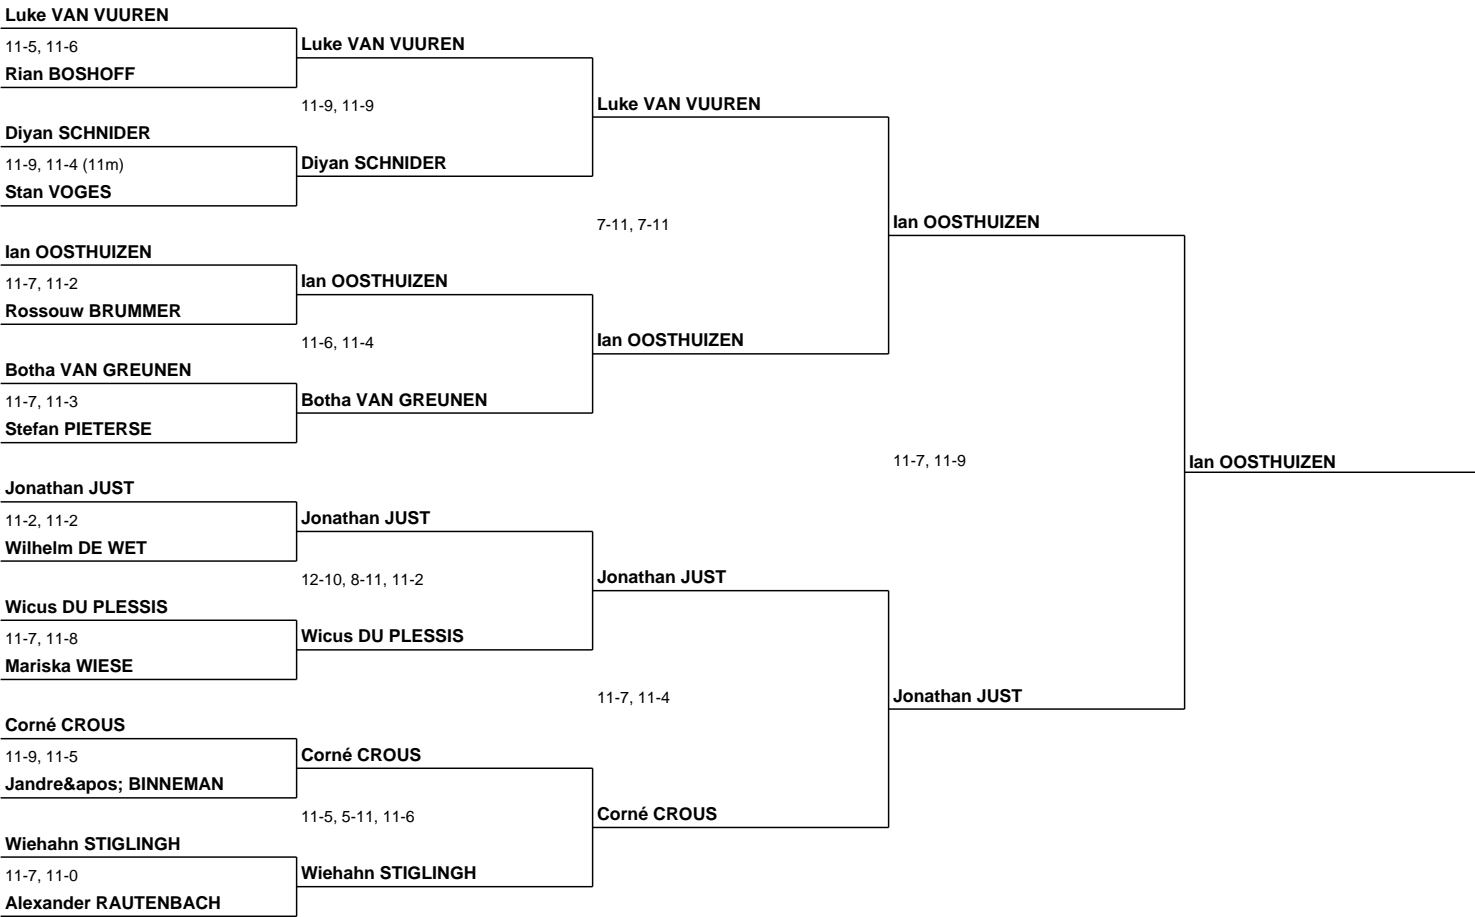 Luke VAN VUUREN
11-5, 11-6
Rian BOSHOFF
Diyan SCHNIDER
11-9, 11-4 (11m)
Stan VOGES
Ian OOSTHUIZEN
11-7, 11-2
Rossouw BRUMMER
Botha VAN GREUNEN
11-7, 11-3
Stefan PIETERSE
Jonathan JUST
11-2, 11-2
Wilhelm DE WET
Wicus DU PLESSIS
11-7, 11-8
Mariska WIESE
Corné CROUS
11-9, 11-5
Jandre&apos; BINNEMAN
Wiehahn STIGLINGH
11-7, 11-0
Alexander RAUTENBACH
Luke VAN VUUREN
11-9, 11-9
Diyan SCHNIDER
Ian OOSTHUIZEN
11-6, 11-4
Botha VAN GREUNEN
Jonathan JUST
12-10, 8-11, 11-2
Wicus DU PLESSIS
Corné CROUS
11-5, 5-11, 11-6
Wiehahn STIGLINGH
Luke VAN VUUREN
7-11, 7-11
Ian OOSTHUIZEN
Jonathan JUST
11-7, 11-4
Corné CROUS
Ian OOSTHUIZEN
11-7, 11-9
Jonathan JUST
Ian OOSTHUIZEN